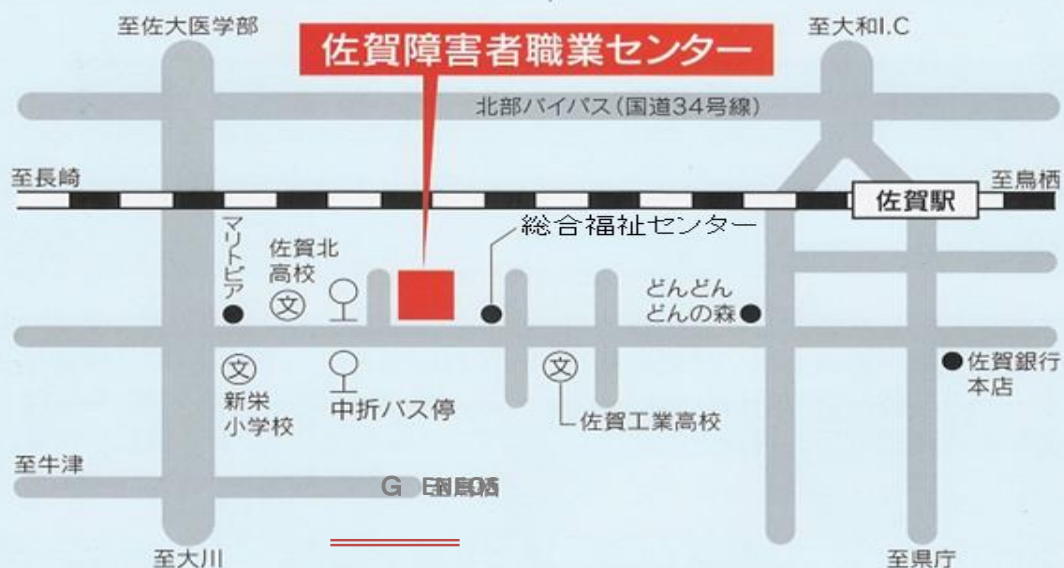 至佐大医学部
至大和I.C
佐賀障害者職業センター
北部バイパス(国道34号線)
至長崎
至鳥栖
佐賀駅
総合福祉センター
マリトピア
佐賀北
高校
文
どんどん
どんの森
文
新栄
小学校
中折バス停
文
佐賀工業高校
佐賀銀行
本店
至牛津
G
至大川
至県庁